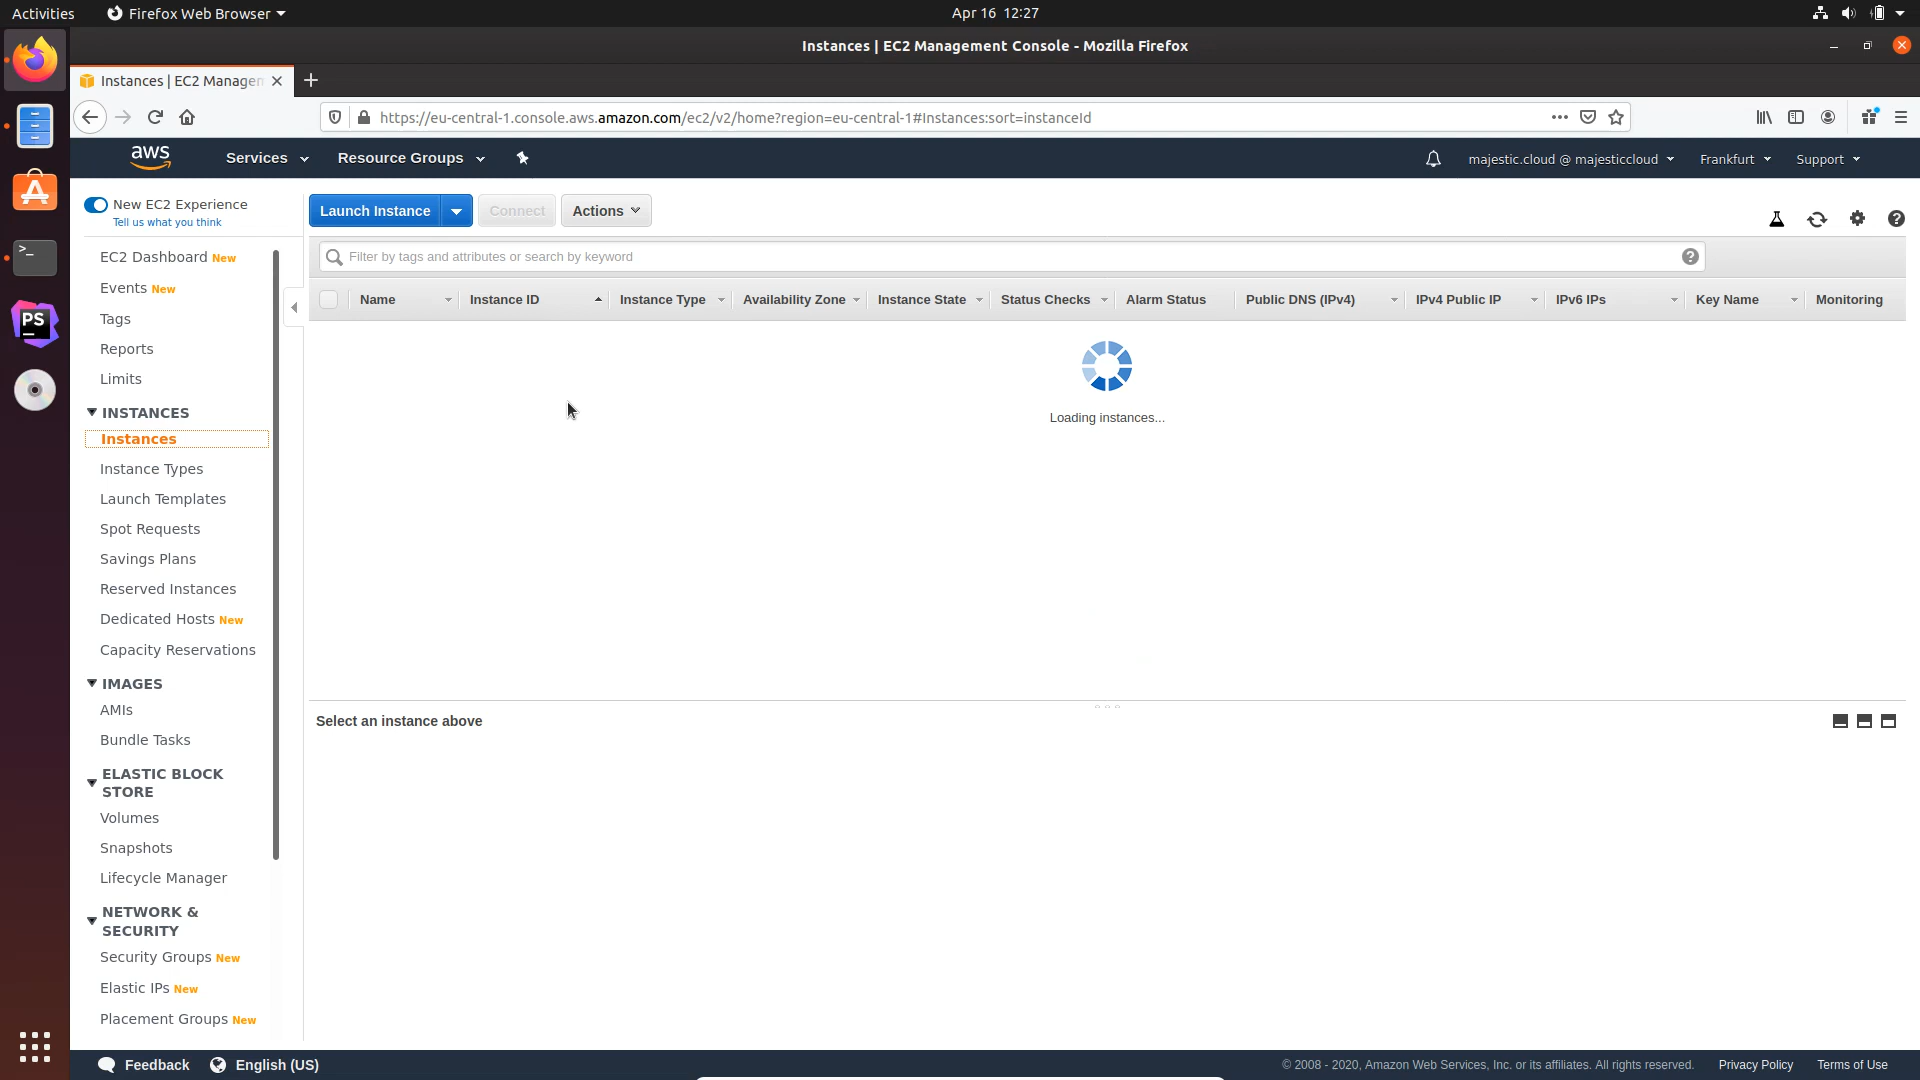 Activities
Firefox Web Browser
Apr 16 12:27
Instances | EC2 Management Console - Mozilla Firefox
Instances | EC2 Managen
https://eu-central-1.console.aws.amazon.com/ec2/v2/home?region=eu-central-1#Instances:sort=instanceId
aws
Services
Resource Groups
majestic.cloud @ majesticcloud
Frankfurt
Support
New EC2 Experience
Tell us what you think
Launch Instance
Connect
Actions
Filter by tags and attributes or search by keyword
Name
Instance ID
Instance Type
Availability Zone
Instance State
Status Checks
Alarm Status
Public DNS (IPv4)
IPv4 Public IP
IPv6 IPs
Key Name
Monitoring
Loading instances...
Select an instance above
EC2 Dashboard New
Events New
Tags
Reports
Limits
INSTANCES
Instances
Instance Types
Launch Templates
Spot Requests
Savings Plans
Reserved Instances
Dedicated Hosts New
Capacity Reservations
IMAGES
AMIs
Bundle Tasks
ELASTIC BLOCK
STORE
Volumes
Snapshots
Lifecycle Manager
NETWORK &
SECURITY
Security Groups New
Elastic IPs New
Placement Groups New
PS
>_
Feedback
English (US)
© 2008 - 2020, Amazon Web Services, Inc. or its affiliates. All rights reserved.
Privacy Policy
Terms of Use